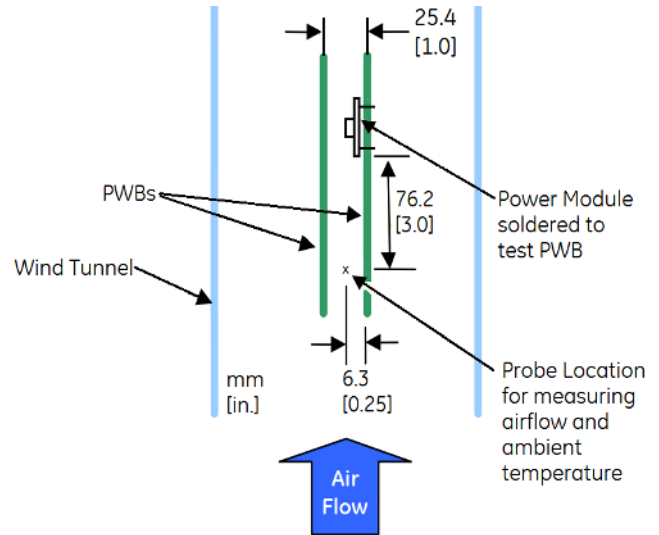 25.4
[1.0]
PWBs
76.2
[3.0]
Power Module
soldered to
test PWB
Wind Tunnel
x
mm
[in.]
6.3
[0.25]
Probe Location
for measuring
airflow and
ambient
temperature
Air
Flow